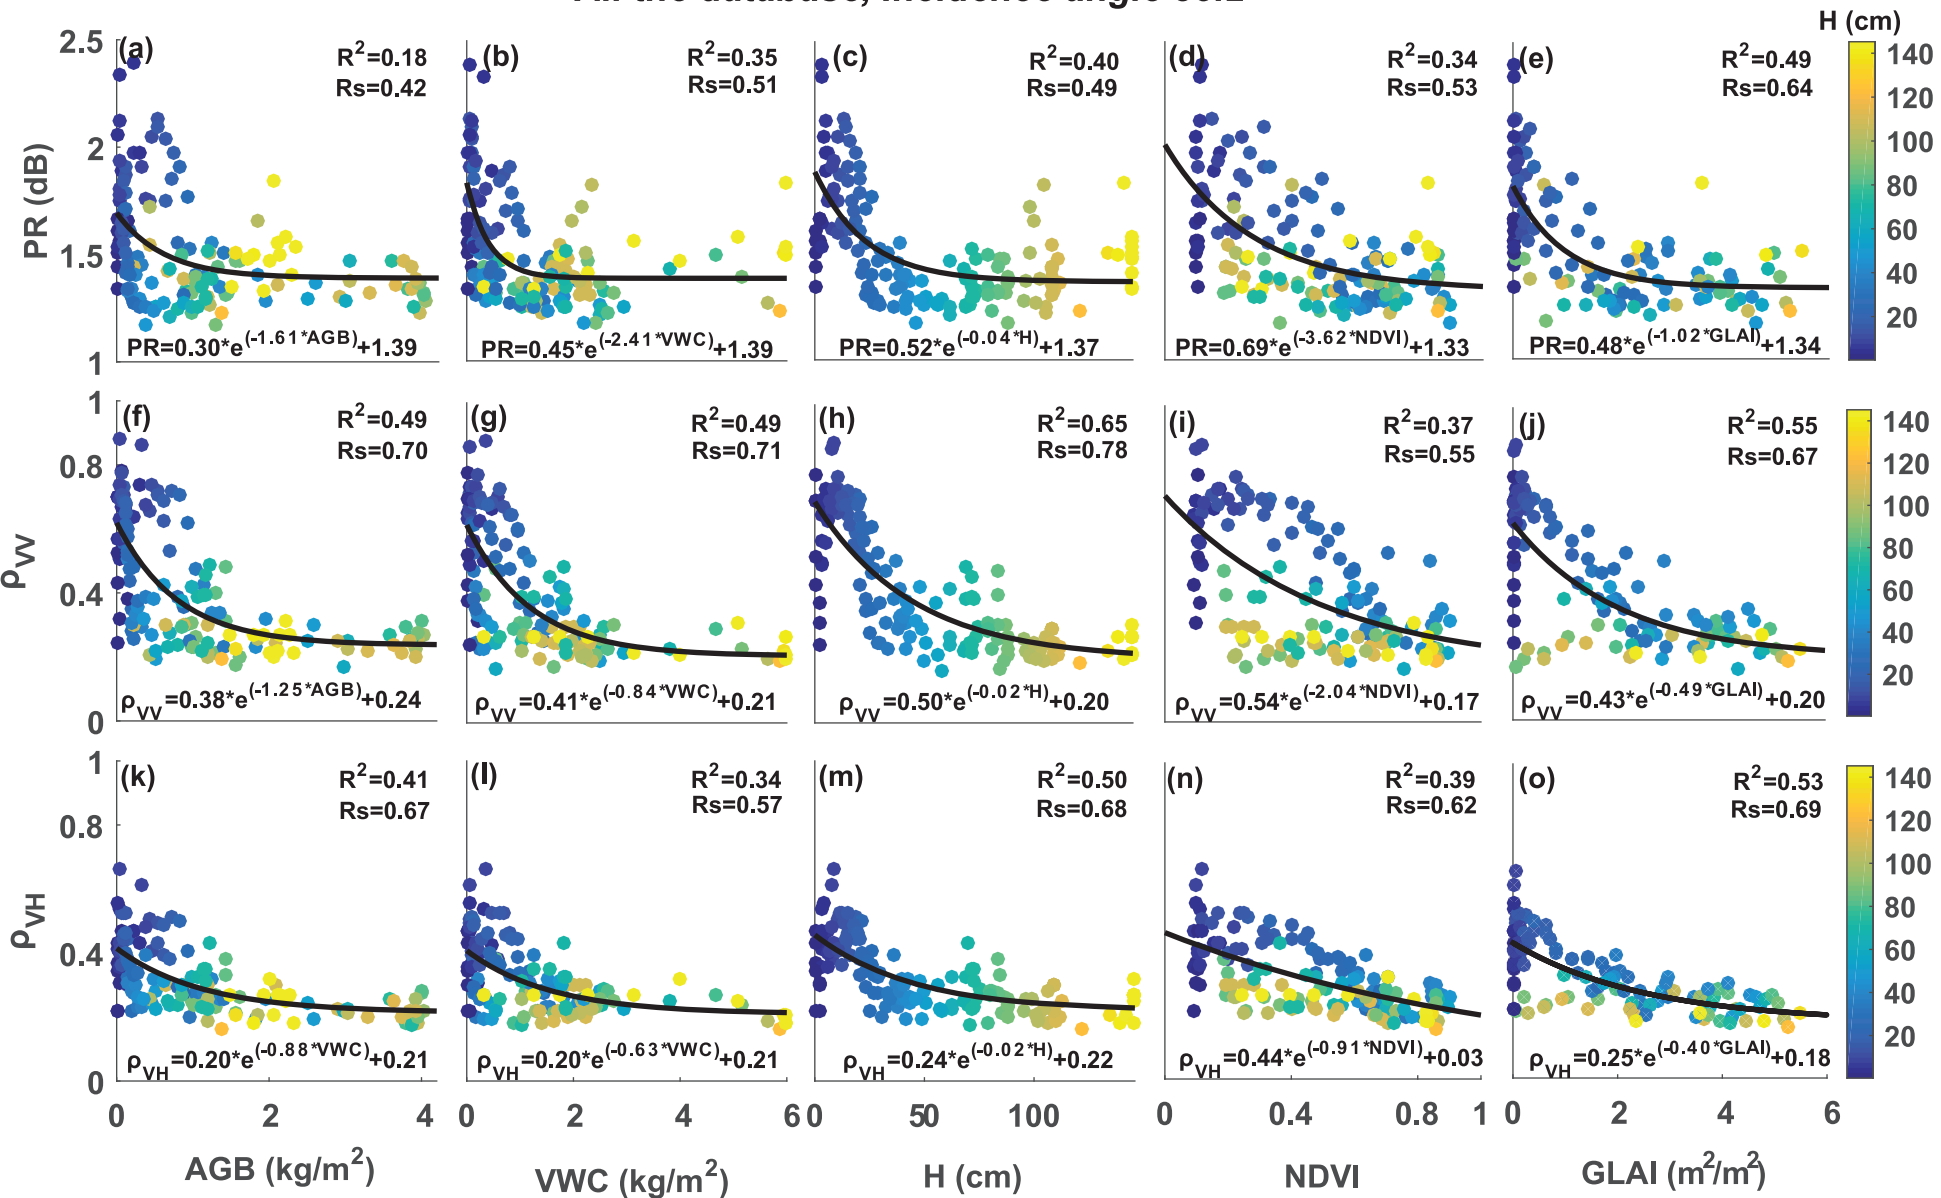 H (cm)
(a) R²=0.18
Rs=0.42
(b) R²=0.35
Rs=0.51
(c) R²=0.40
Rs=0.49
(d) R²=0.34
Rs=0.53
(e) R²=0.49
Rs=0.64
PR (dB)
2.5
2
1.5
1
PR=0.30*e^(-1.61*AGB)+1.39
PR=0.45*e^(-2.41*VWC)+1.39
PR=0.52*e^(-0.04*H)+1.37
PR=0.69*e^(-3.62*NDVI)+1.33
PR=0.48*e^(-1.02*GLAI)+1.34
140
120
100
80
60
40
20
(f) R²=0.49
Rs=0.70
(g) R²=0.49
Rs=0.71
(h) R²=0.65
Rs=0.78
(i) R²=0.37
Rs=0.55
(j) R²=0.55
Rs=0.67
ρVV
1
0.8
0.4
0
ρVV=0.38*e^(-1.25*AGB)+0.24
ρVV=0.41*e^(-0.84*VWC)+0.21
ρVV=0.50*e^(-0.02*H)+0.20
ρVV=0.54*e^(-2.04*NDVI)+0.17
ρVV=0.43*e^(-0.49*GLAI)+0.20
140
120
100
80
60
40
20
(k) R²=0.41
Rs=0.67
(l) R²=0.34
Rs=0.57
(m) R²=0.50
Rs=0.68
(n) R²=0.39
Rs=0.62
(o) R²=0.53
Rs=0.69
ρVH
1
0.8
0.4
0
ρVH=0.20*e^(-0.88*VWC)+0.21
ρVH=0.20*e^(-0.63*VWC)+0.21
ρVH=0.24*e^(-0.02*H)+0.22
ρVH=0.44*e^(-0.91*NDVI)+0.03
ρVH=0.25*e^(-0.40*GLAI)+0.18
140
120
100
80
60
40
20
0 2 4
0 2 4 6
0 50 100
0 0.4 0.8 1
0 2 4 6
AGB (kg/m²)
VWC (kg/m²)
H (cm)
NDVI
GLAI (m²/m²)